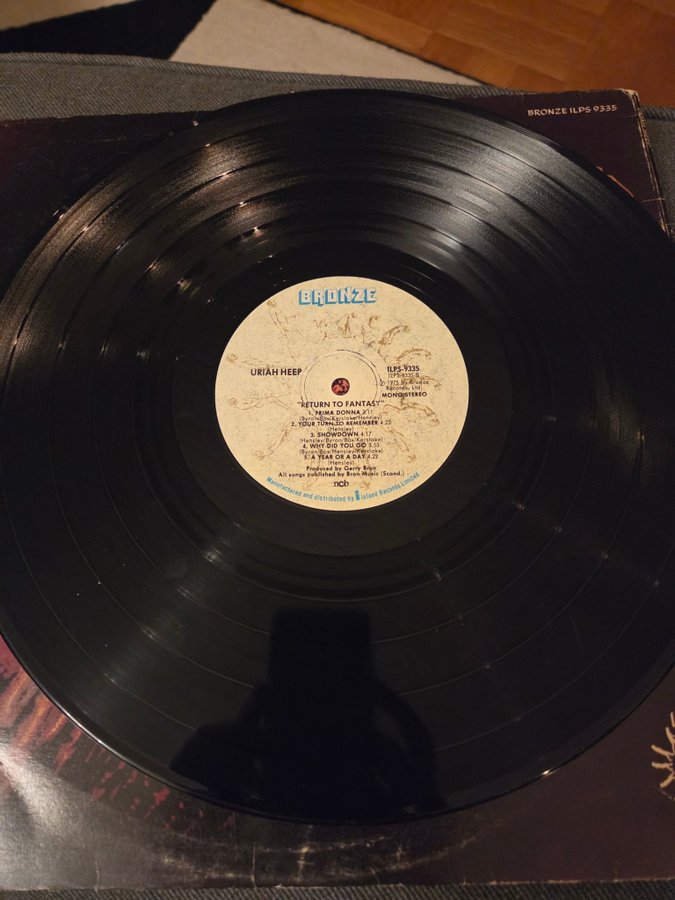 BRONZE ILPS 9335
BRONZE
URIAH HEEP
ILPS-9335
ILPS-9335 B
℗ 1975 By Bronze
Records, Ltd.
MONO/STEREO
"RETURN TO FANTASY"
1. PRIMA DONNA 3.11
(Byron/Box/Kerslake/Hensley)
2. YOUR TURN TO REMEMBER 4.22
(Hensley)
3. SHOWDOWN 4.17
(Hensley/Byron/Box/Kerslake)
4. WHY DID YOU GO 3.53
(Byron/Box/Hensley/Kerslake)
5. A YEAR OR A DAY 4.22
(Hensley)
Produced by Gerry Bron
All songs published by Bron Music (Scand.)
ncb
Manufactured and distributed by Island Records Limited